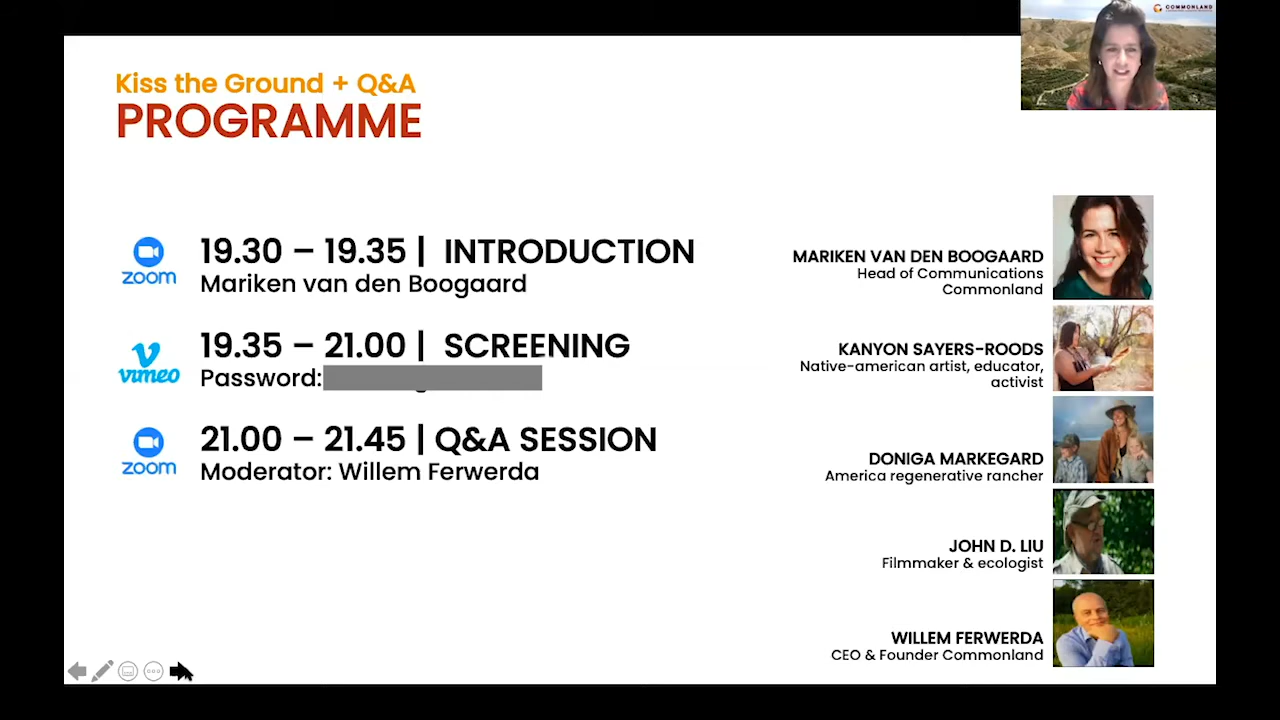 COMMONLAND
Kiss the Ground + Q&A
PROGRAMME
zoom
19.30 – 19.35 | INTRODUCTION
Mariken van den Boogaard
vimeo
19.35 – 21.00 | SCREENING
Password:
zoom
21.00 – 21.45 | Q&A SESSION
Moderator: Willem Ferwerda
MARIKEN VAN DEN BOOGAARD
Head of Communications
Commonland
KANYON SAYERS-ROODS
Native-american artist, educator,
activist
DONIGA MARKEGARD
America regenerative rancher
JOHN D. LIU
Filmmaker & ecologist
WILLEM FERWERDA
CEO & Founder Commonland